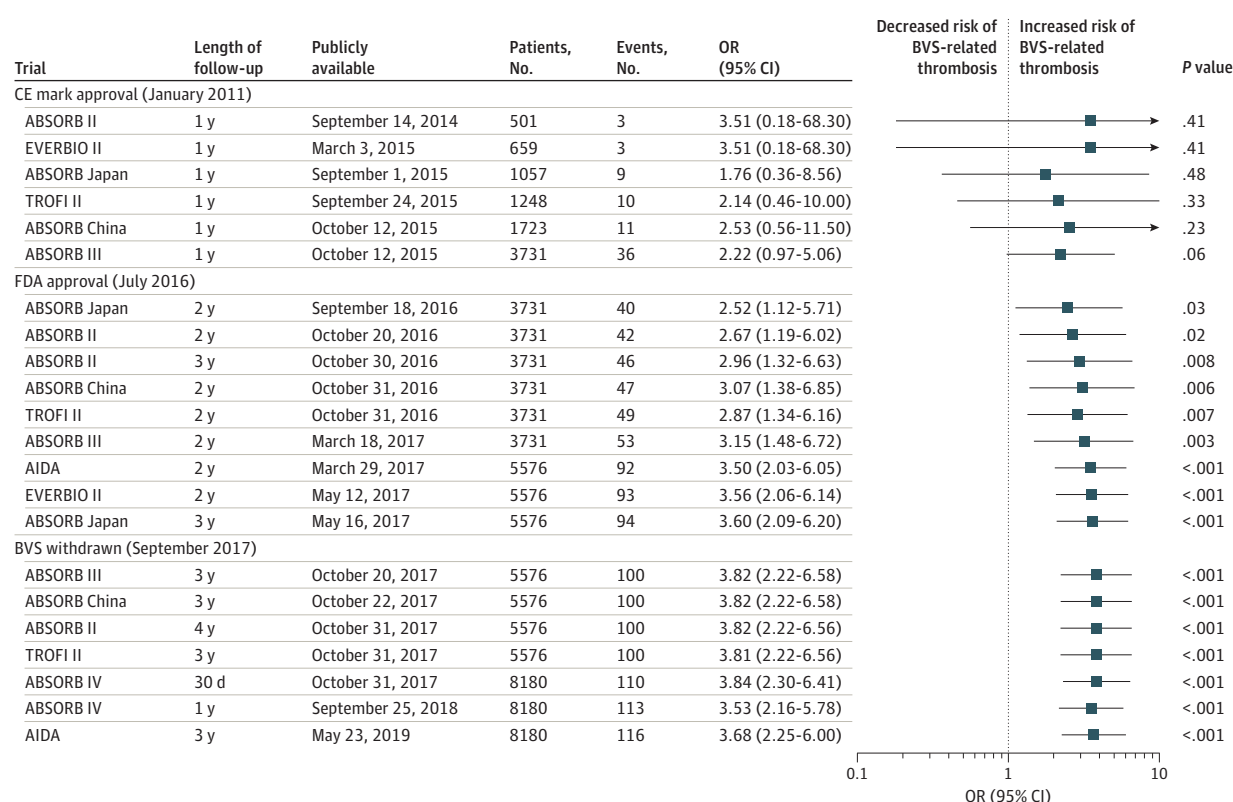 Decreased risk of BVS-related thrombosis
Increased risk of BVS-related thrombosis
Trial Length of follow-up Publicly available Patients, No. Events, No. OR (95% CI) P value
CE mark approval (January 2011)
ABSORB II 1 y September 14, 2014 501 3 3.51 (0.18-68.30) .41
EVERBIO II 1 y March 3, 2015 659 3 3.51 (0.18-68.30) .41
ABSORB Japan 1 y September 1, 2015 1057 9 1.76 (0.36-8.56) .48
TROFI II 1 y September 24, 2015 1248 10 2.14 (0.46-10.00) .33
ABSORB China 1 y October 12, 2015 1723 11 2.53 (0.56-11.50) .23
ABSORB III 1 y October 12, 2015 3731 36 2.22 (0.97-5.06) .06
FDA approval (July 2016)
ABSORB Japan 2 y September 18, 2016 3731 40 2.52 (1.12-5.71) .03
ABSORB II 2 y October 20, 2016 3731 42 2.67 (1.19-6.02) .02
ABSORB II 3 y October 30, 2016 3731 46 2.96 (1.32-6.63) .008
ABSORB China 2 y October 31, 2016 3731 47 3.07 (1.38-6.85) .006
TROFI II 2 y October 31, 2016 3731 49 2.87 (1.34-6.16) .007
ABSORB III 2 y March 18, 2017 3731 53 3.15 (1.48-6.72) .003
AIDA 2 y March 29, 2017 5576 92 3.50 (2.03-6.05) <.001
EVERBIO II 2 y May 12, 2017 5576 93 3.56 (2.06-6.14) <.001
ABSORB Japan 3 y May 16, 2017 5576 94 3.60 (2.09-6.20) <.001
BVS withdrawn (September 2017)
ABSORB III 3 y October 20, 2017 5576 100 3.82 (2.22-6.58) <.001
ABSORB China 3 y October 22, 2017 5576 100 3.82 (2.22-6.58) <.001
ABSORB II 4 y October 31, 2017 5576 100 3.82 (2.22-6.56) <.001
TROFI II 3 y October 31, 2017 5576 100 3.81 (2.22-6.56) <.001
ABSORB IV 30 d October 31, 2017 8180 110 3.84 (2.30-6.41) <.001
ABSORB IV 1 y September 25, 2018 8180 113 3.53 (2.16-5.78) <.001
AIDA 3 y May 23, 2019 8180 116 3.68 (2.25-6.00) <.001
0.1 1 10
OR (95% CI)